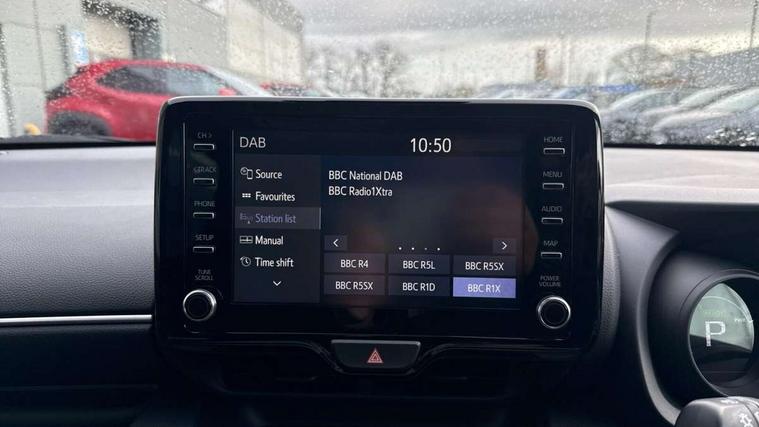 DAB
10:50
CH >
<TRACK
PHONE
SETUP
TUNE
SCROLL
Source
Favourites
Station list
Manual
Time shift
BBC National DAB
BBC Radio1Xtra
BBC R4
BBC R5L
BBC R5SX
BBC R5SX
BBC R1D
BBC R1X
HOME
MENU
AUDIO
MAP
POWER
VOLUME
P